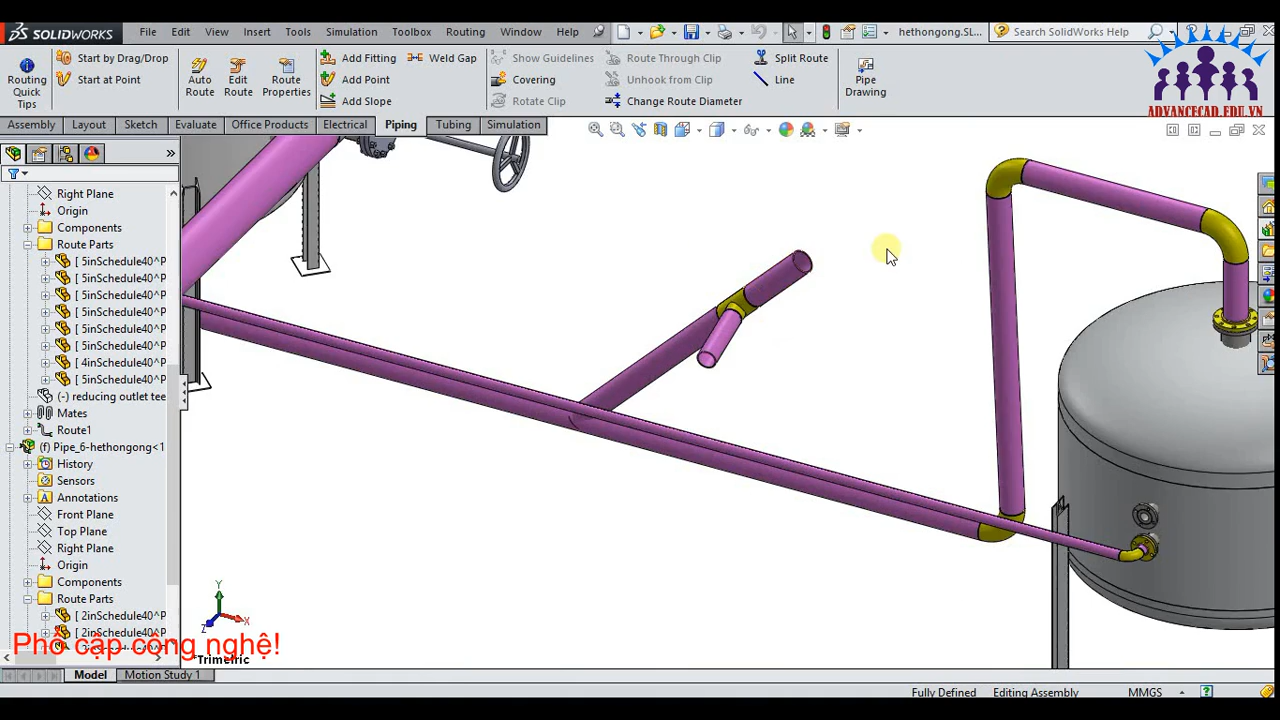 SOLIDWORKS File Edit View Insert Tools Simulation Toolbox Routing Window Help hethongong.SL... Search SolidWorks Help
Routing Quick Tips
Start by Drag/Drop
Start at Point
Auto Route
Edit Route
Route Properties
Add Fitting
Weld Gap
Add Point
Add Slope
Show Guidelines
Covering
Rotate Clip
Route Through Clip
Unhook from Clip
Change Route Diameter
Split Route
Line
Pipe Drawing
ADVANCECAD.EDU.VN
Assembly Layout Sketch Evaluate Office Products Electrical Piping Tubing Simulation
Right Plane
Origin
Components
Route Parts
[ 5inSchedule40^P
[ 5inSchedule40^P
[ 5inSchedule40^P
[ 5inSchedule40^P
[ 5inSchedule40^P
[ 5inSchedule40^P
[ 4inSchedule40^P
[ 5inSchedule40^P
(-) reducing outlet tee
Mates
Route1
(f) Pipe_6-hethongong<1
History
Sensors
Annotations
Front Plane
Top Plane
Right Plane
Origin
Components
Route Parts
[ 2inSchedule40^P
[ 2inSchedule40^P
Phổ cập công nghệ!
Y
X
Z
*Trimetric
Model Motion Study 1
Fully Defined Editing Assembly MMGS